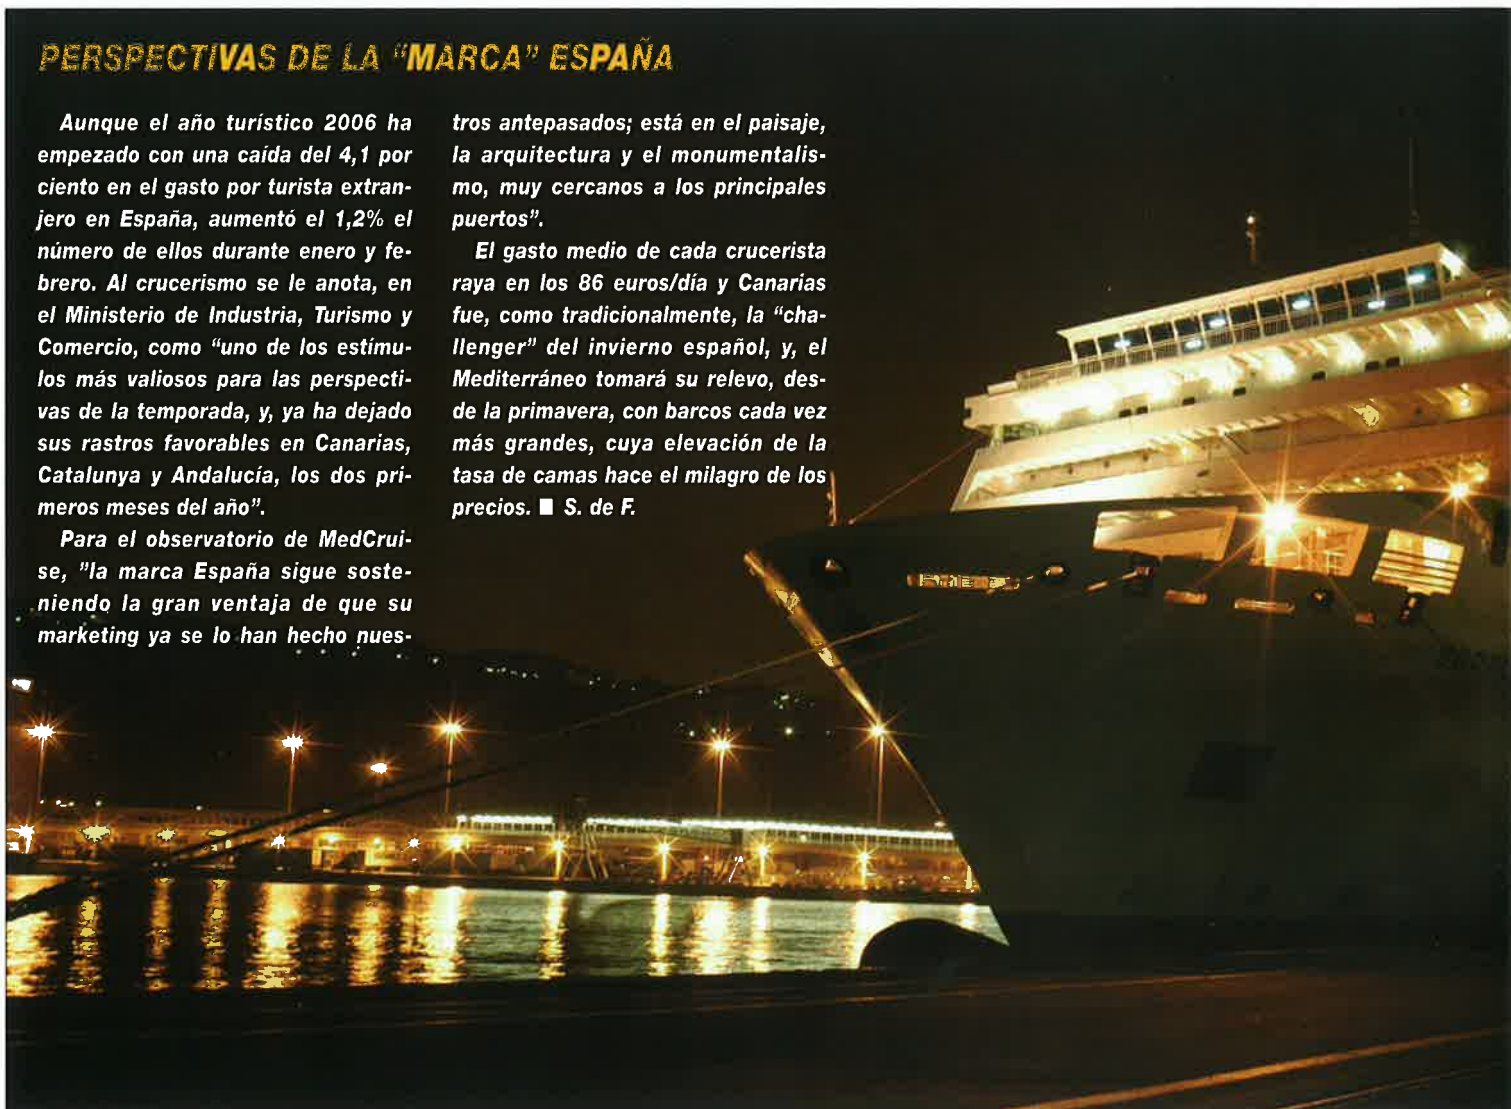 PERSPECTIVAS DE LA “MARCA” ESPAÑA
Aunque el año turístico 2006 ha
empezado con una caída del 4,1 por
ciento en el gasto por turista extran-
jero en España, aumentó el 1,2% el
número de ellos durante enero y fe-
brero. Al crucerismo se le anota, en
el Ministerio de Industria, Turismo y
Comercio, como “uno de los estímu-
los más valiosos para las perspecti-
vas de la temporada, y, ya ha dejado
sus rastros favorables en Canarias,
Catalunya y Andalucía, los dos pri-
meros meses del año”.
Para el observatorio de MedCrui-
se, ”la marca España sigue soste-
niendo la gran ventaja de que su
marketing ya se lo han hecho nues-
tros antepasados; está en el paisaje,
la arquitectura y el monumentalis-
mo, muy cercanos a los principales
puertos”.
El gasto medio de cada crucerista
raya en los 86 euros/día y Canarias
fue, como tradicionalmente, la “cha-
llenger” del invierno español, y, el
Mediterráneo tomará su relevo, des-
de la primavera, con barcos cada vez
más grandes, cuya elevación de la
tasa de camas hace el milagro de los
precios. ■ S. de F.